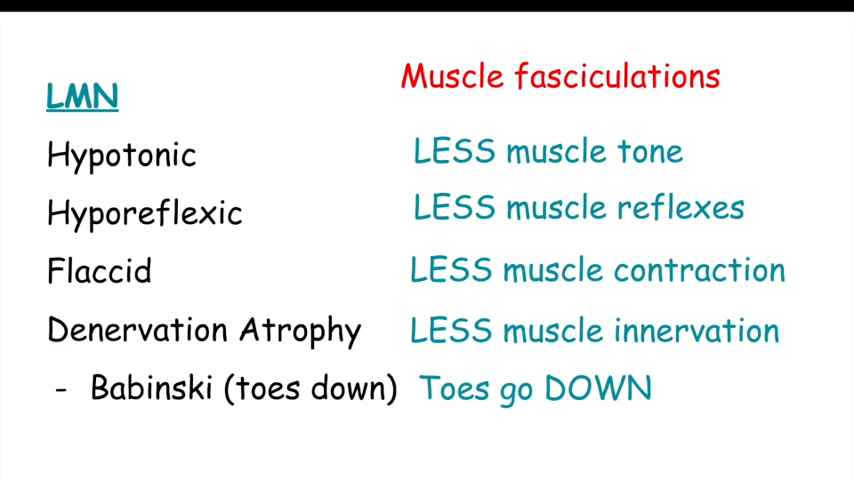 Muscle fasciculations
LMN
Hypotonic LESS muscle tone
Hyporeflexic LESS muscle reflexes
Flaccid LESS muscle contraction
Denervation Atrophy LESS muscle innervation
- Babinski (toes down) Toes go DOWN